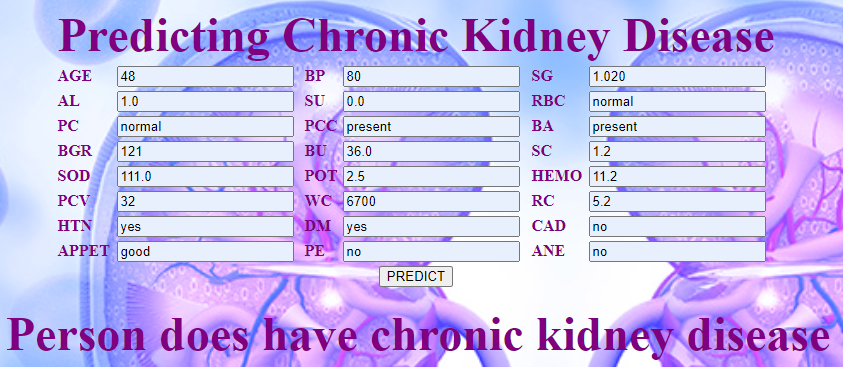 Predicting Chronic Kidney Disease
AGE 48 BP 80 SG 1.020
AL 1.0 SU 0.0 RBC normal
PC normal PCC present BA present
BGR 121 BU 36.0 SC 1.2
SOD 111.0 POT 2.5 HEMO 11.2
PCV 32 WC 6700 RC 5.2
HTN yes DM yes CAD no
APPET good PE no ANE no
PREDICT
Person does have chronic kidney disease